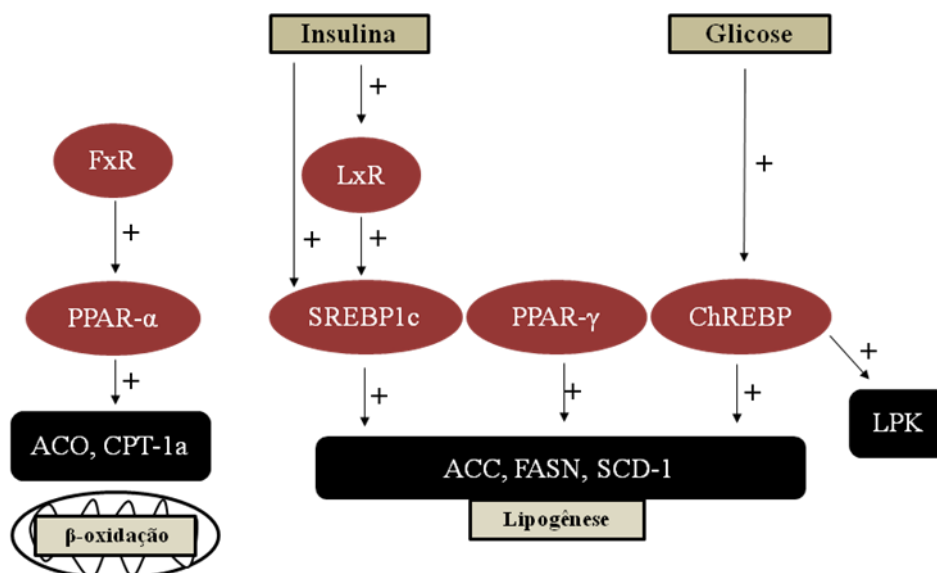 Insulina
Glicose
+
FxR
LxR
+
+
+
+
SREBP1c
PPAR-γ
ChREBP
PPAR-α
+
+
+
+
+
LPK
ACO, CPT-1a
ACC, FASN, SCD-1
Lipogênese
β-oxidação